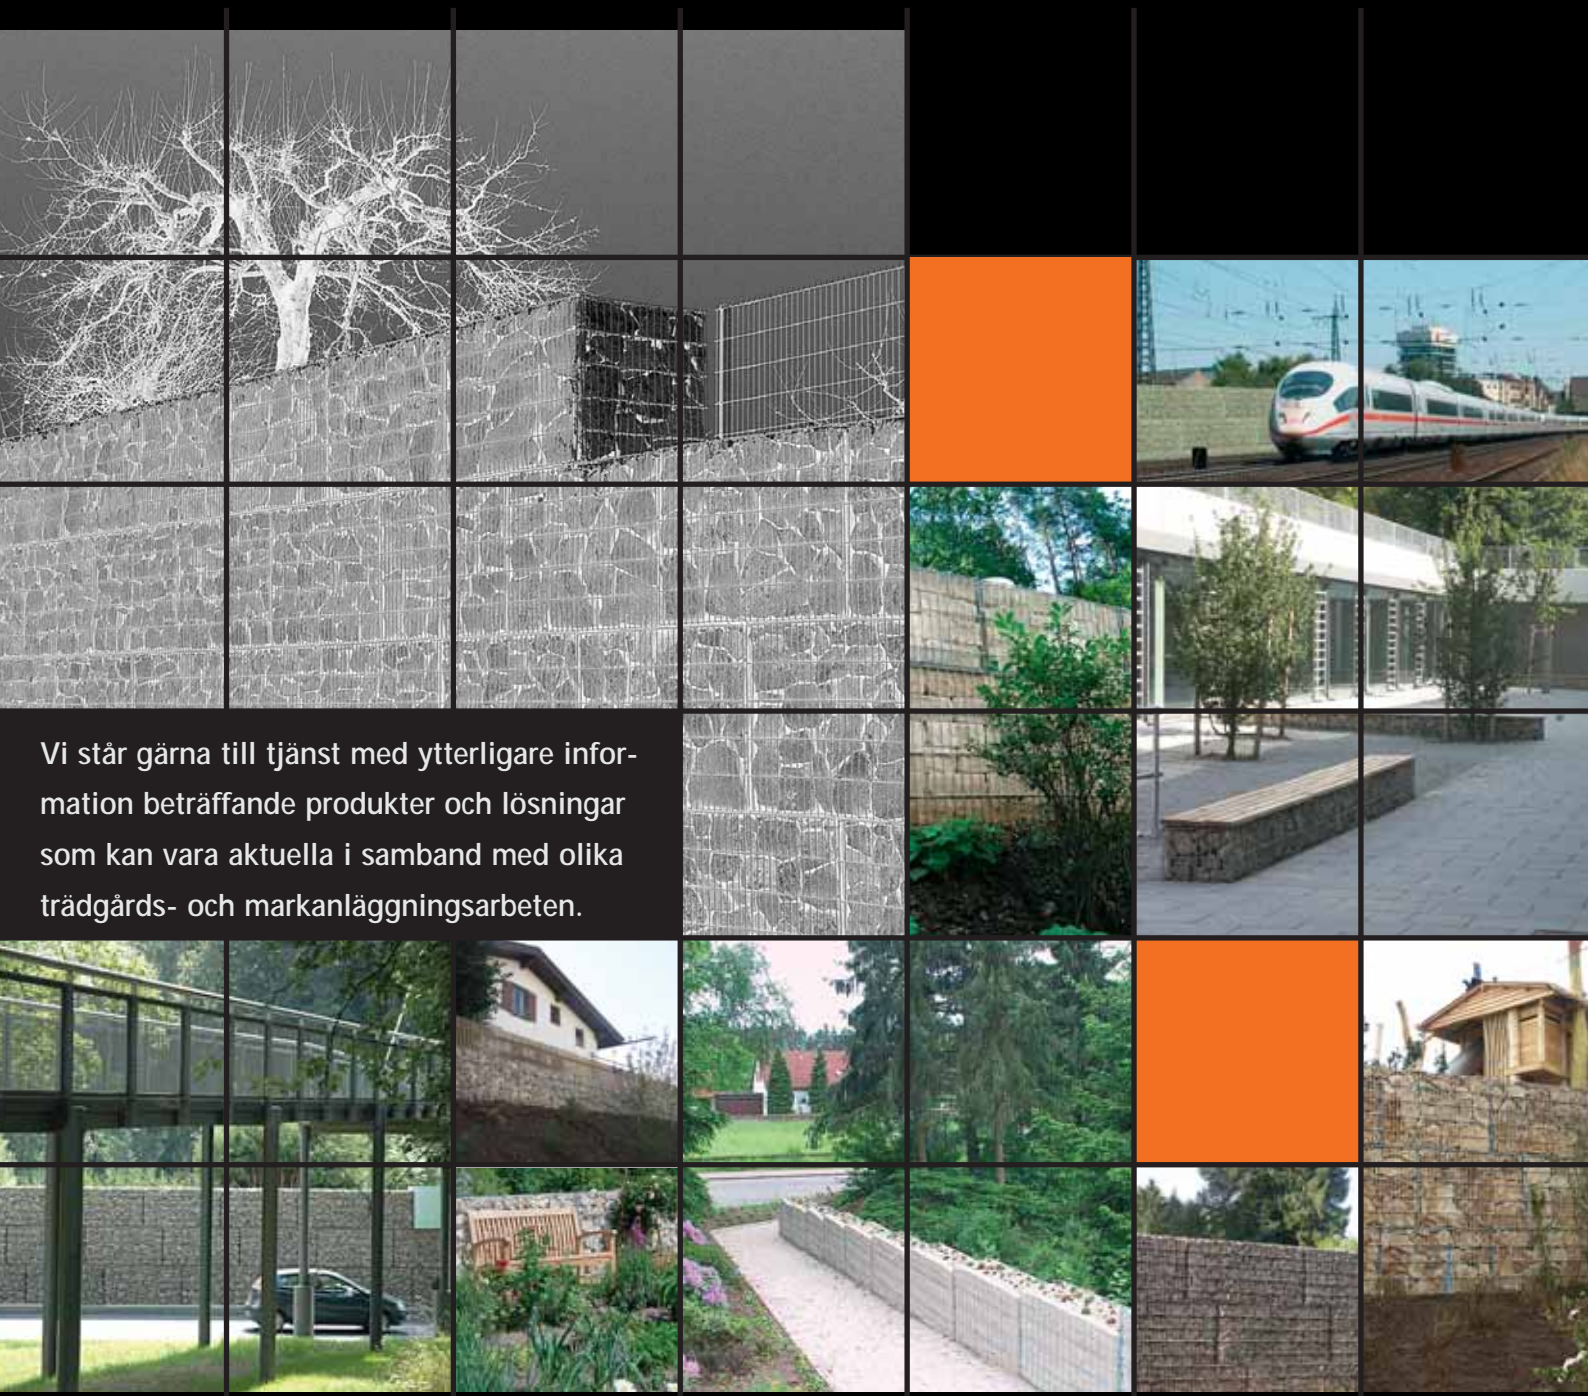 Vi står gärna till tjänst med ytterligare infor-
mation beträffande produkter och lösningar
som kan vara aktuella i samband med olika
trädgårds- och markanläggningsarbeten.